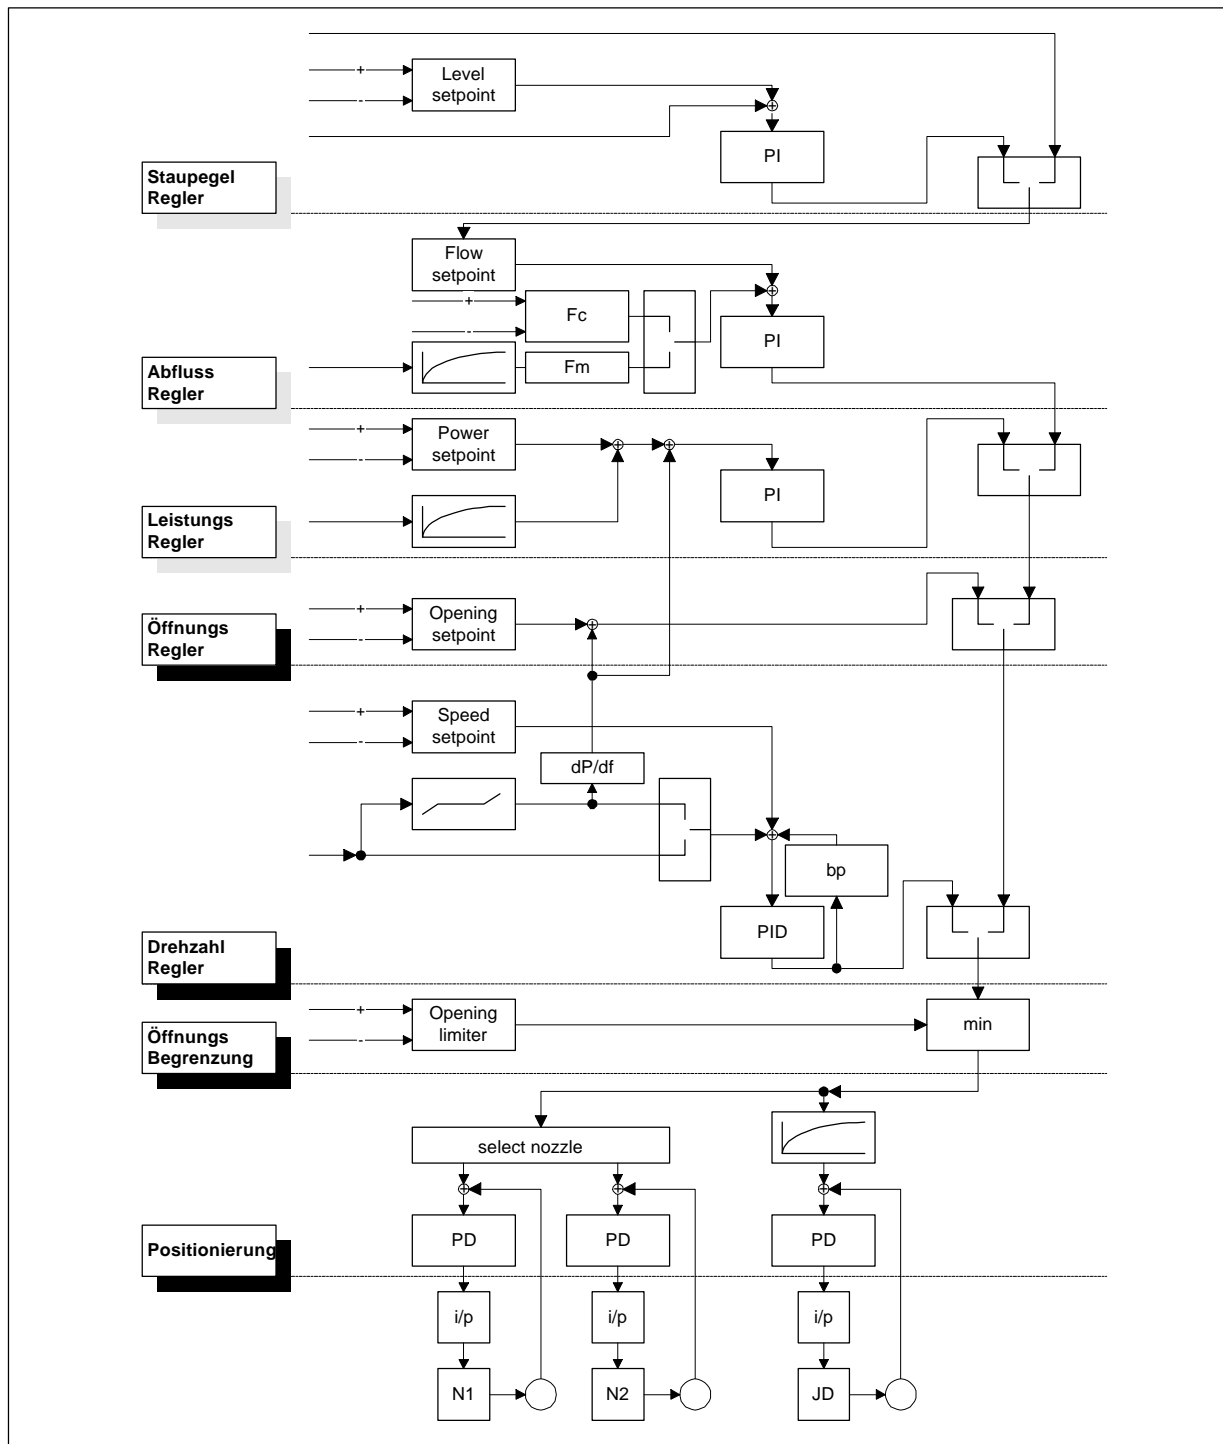 +
-
Level
setpoint
PI
Staupegel
Regler
Flow
setpoint
+
-
Fc
PI
Fm
Abfluss
Regler
+
-
Power
setpoint
PI
Leistungs
Regler
+
-
Opening
setpoint
Öffnungs
Regler
+
-
Speed
setpoint
dP/df
bp
PID
Drehzahl
Regler
+
-
Opening
limiter
min
Öffnungs
Begrenzung
select nozzle
PD
PD
PD
Positionierung
i/p
i/p
i/p
N1
N2
JD